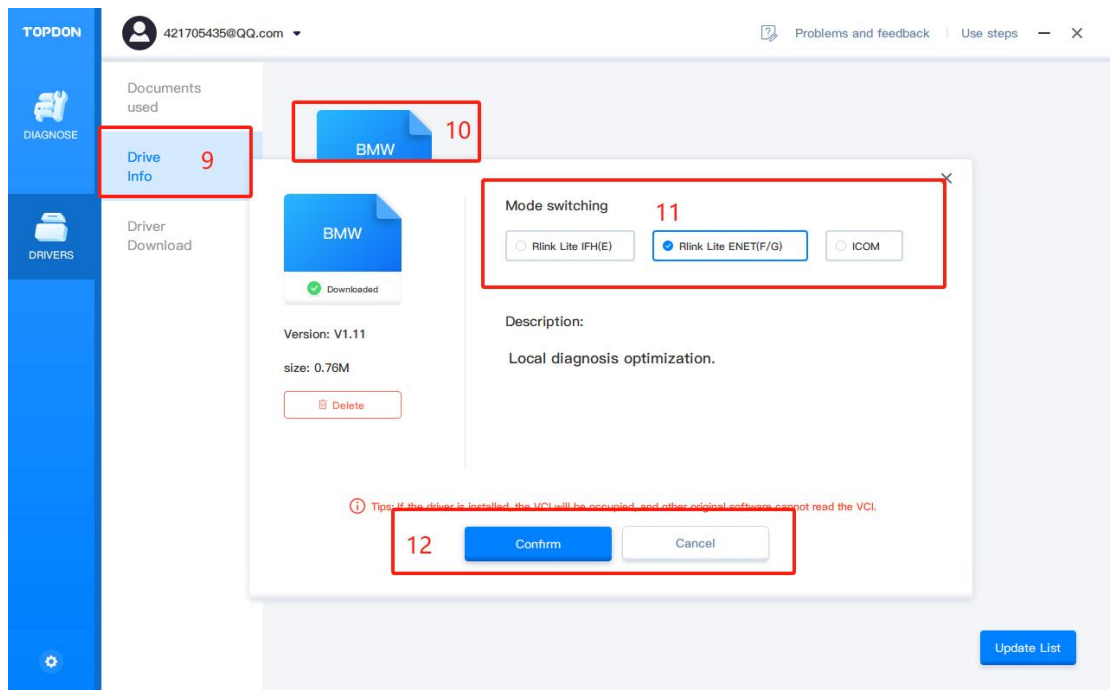 TOPDON
421705435@QQ.com
Problems and feedback
Use steps
DIAGNOSE
DRIVERS
Documents
used
Drive
Info
9
Driver
Download
BMW
10
BMW
Downloaded
Version: V1.11
size: 0.76M
Delete
Mode switching
11
Rlink Lite IFH(E)
Rlink Lite ENET(F/G)
ICOM
Description:
Local diagnosis optimization.
Tips: If the driver is installed, the VCI will be occupied, and other original software cannot read the VCI.
12
Confirm
Cancel
Update List